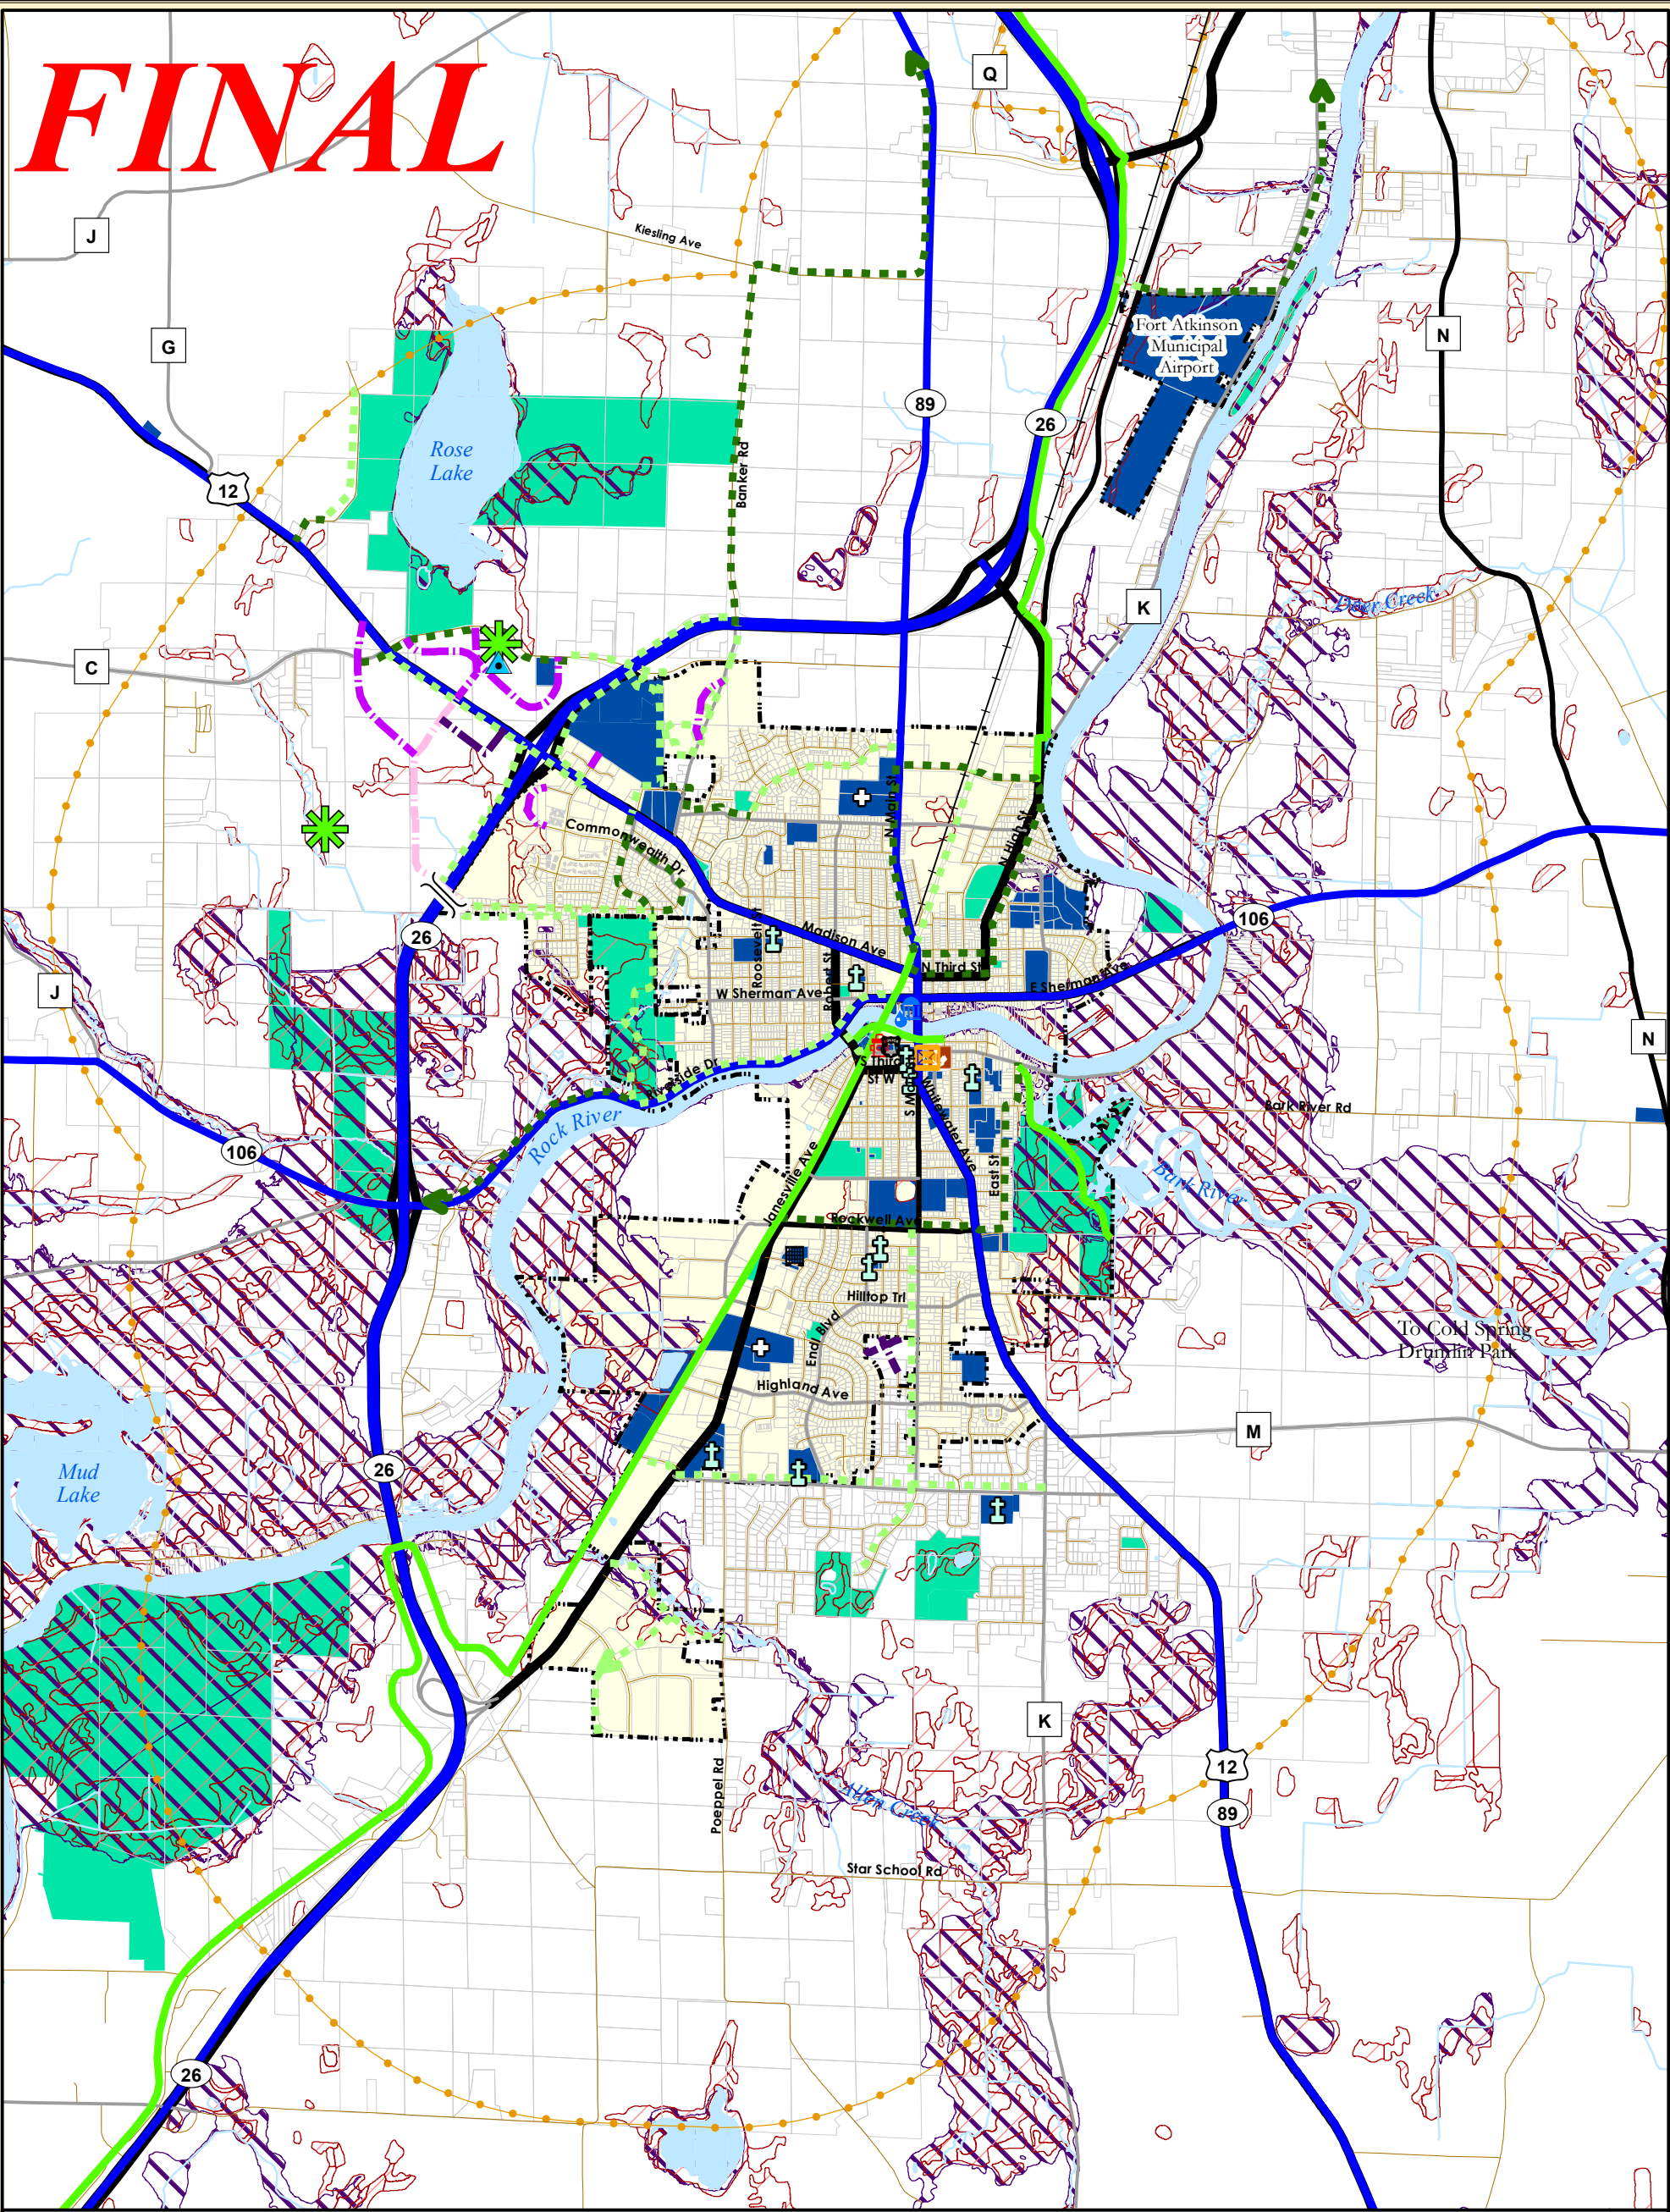 FINAL
Q
J
Kiesling Ave
G
Fort Atkinson
Municipal
Airport
N
89
26
Rose
Lake
Banker Rd
12
K
Deer Creek
C
N Main St
N High St
Commonwealth Dr
106
26
Roosevelt St
Madison Ave
N Third St
Robert St
W Sherman Ave
E Sherman Ave
J
N
S Third
St W
S Main St
Whitewater Ave
Riverside Dr
Rock River
Bark River Rd
106
Janesville Ave
East St
Bark River
Rockwell Ave
Hilltop Trl
Endl Blvd
To Cold Spring
Drumlin Park
Highland Ave
M
26
Mud
Lake
K
12
89
Poeppel Rd
Allen Creek
Star School Rd
26